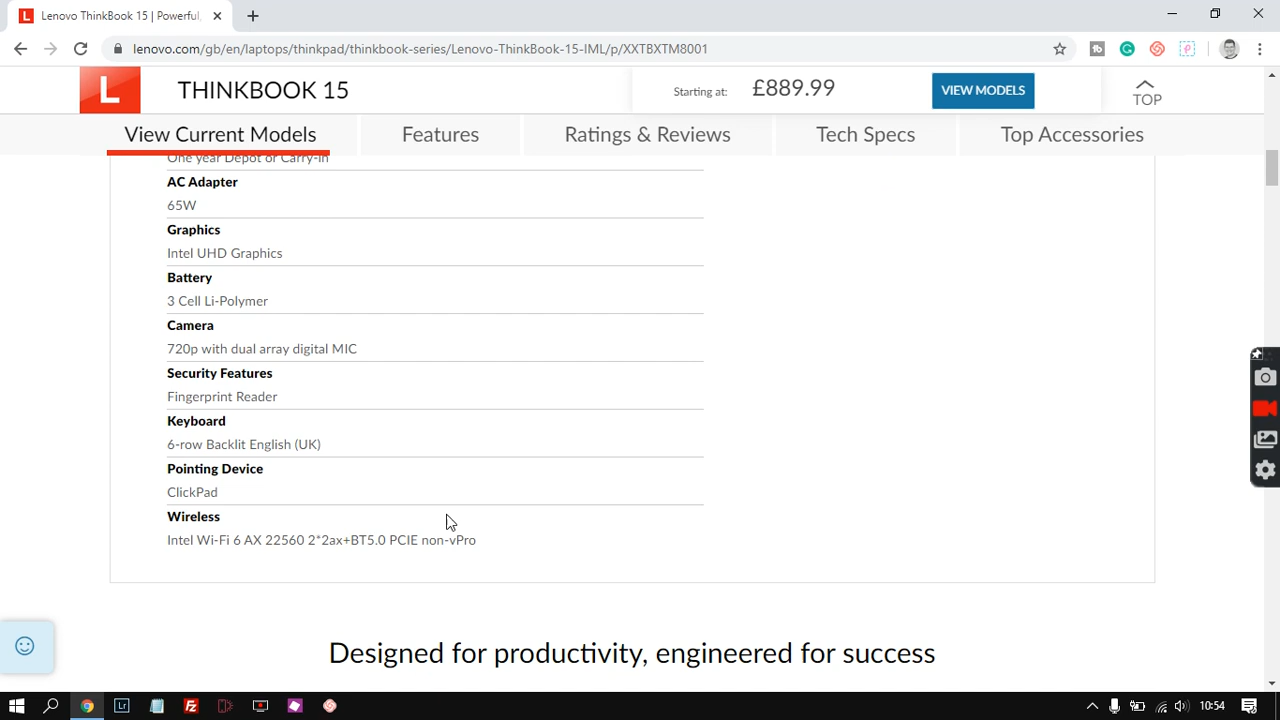 Lenovo ThinkBook 15 | Powerful,
lenovo.com/gb/en/laptops/thinkpad/thinkbook-series/Lenovo-ThinkBook-15-IML/p/XXTBXTM8001
L
THINKBOOK 15
Starting at:
£889.99
VIEW MODELS
TOP
View Current Models
Features
Ratings & Reviews
Tech Specs
Top Accessories
One year Depot or Carry-in
AC Adapter
65W
Graphics
Intel UHD Graphics
Battery
3 Cell Li-Polymer
Camera
720p with dual array digital MIC
Security Features
Fingerprint Reader
Keyboard
6-row Backlit English (UK)
Pointing Device
ClickPad
Wireless
Intel Wi-Fi 6 AX 22560 2*2ax+BT5.0 PCIE non-vPro
Designed for productivity, engineered for success
10:54